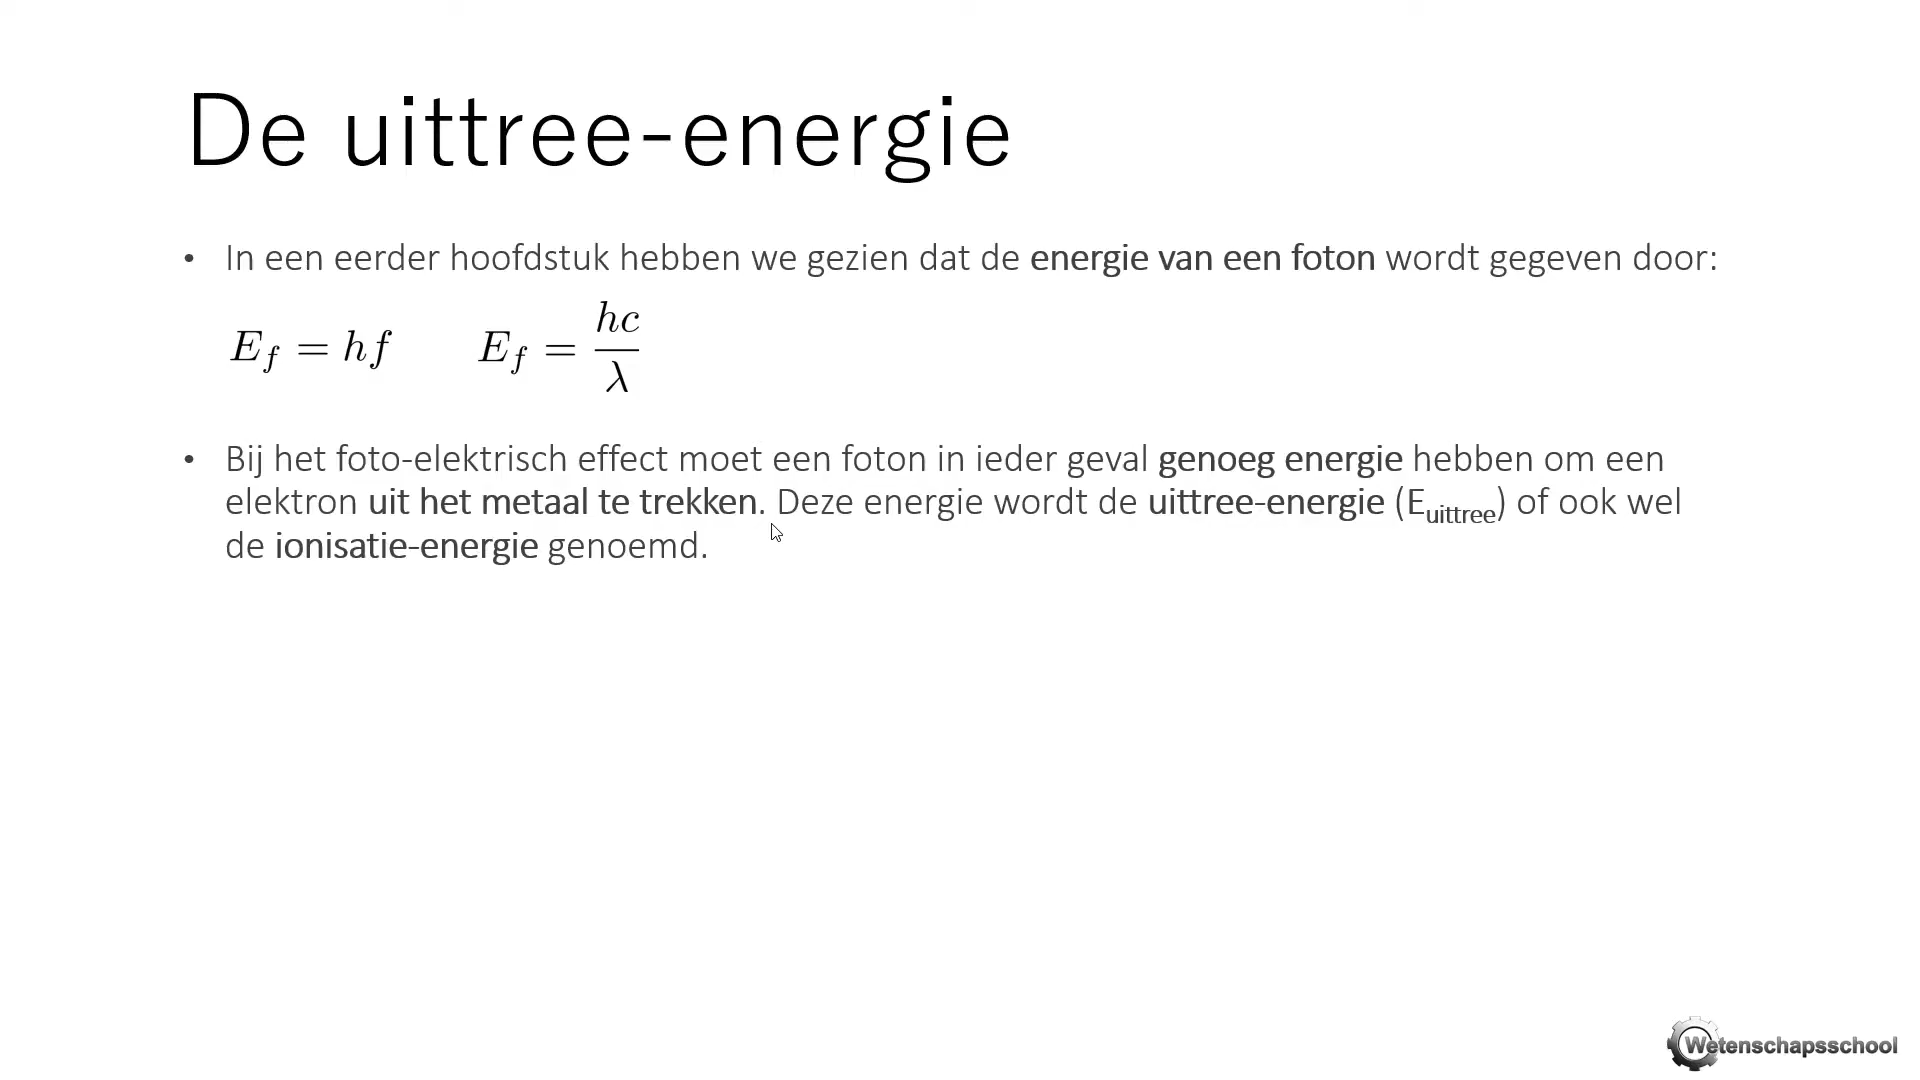 De uittree-energie
• In een eerder hoofdstuk hebben we gezien dat de energie van een foton wordt gegeven door:
E_f = hf    E_f = hc/λ
• Bij het foto-elektrisch effect moet een foton in ieder geval genoeg energie hebben om een
elektron uit het metaal te trekken. Deze energie wordt de uittree-energie (E_uittree) of ook wel
de ionisatie-energie genoemd.
Wetenschapsschool